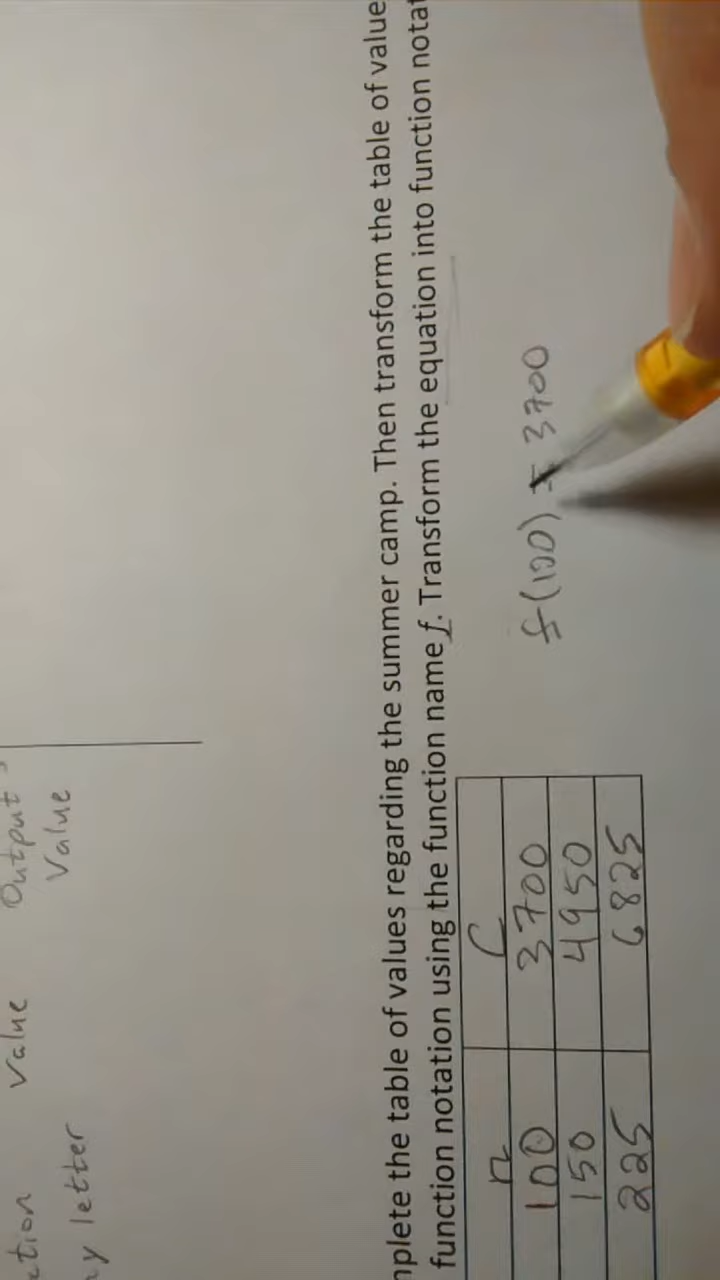 Output
Value
Value
ction
y letter
mplete the table of values regarding the summer camp. Then transform the table of value
function notation using the function name f. Transform the equation into function notat
n C
100 3700
150 4950
225 6825
f(100) = 3700